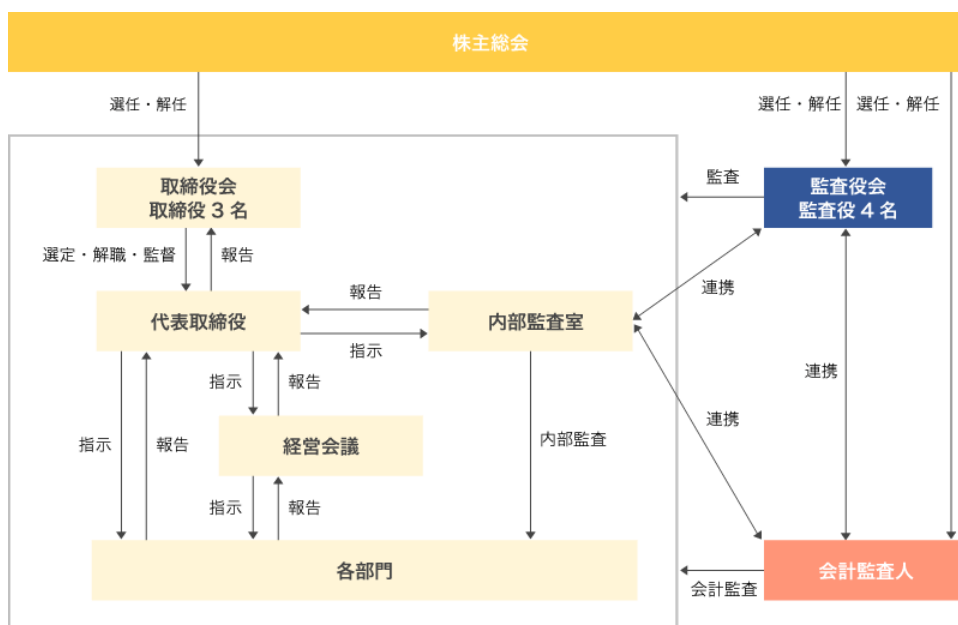 株主総会
選任・解任
選任・解任
選任・解任
取締役会
取締役 3 名
監査
監査役会
監査役 4 名
選定・解職・監督
報告
連携
代表取締役
報告
指示
内部監査室
指示
報告
連携
連携
指示
報告
経営会議
内部監査
指示
報告
各部門
会計監査
会計監査人